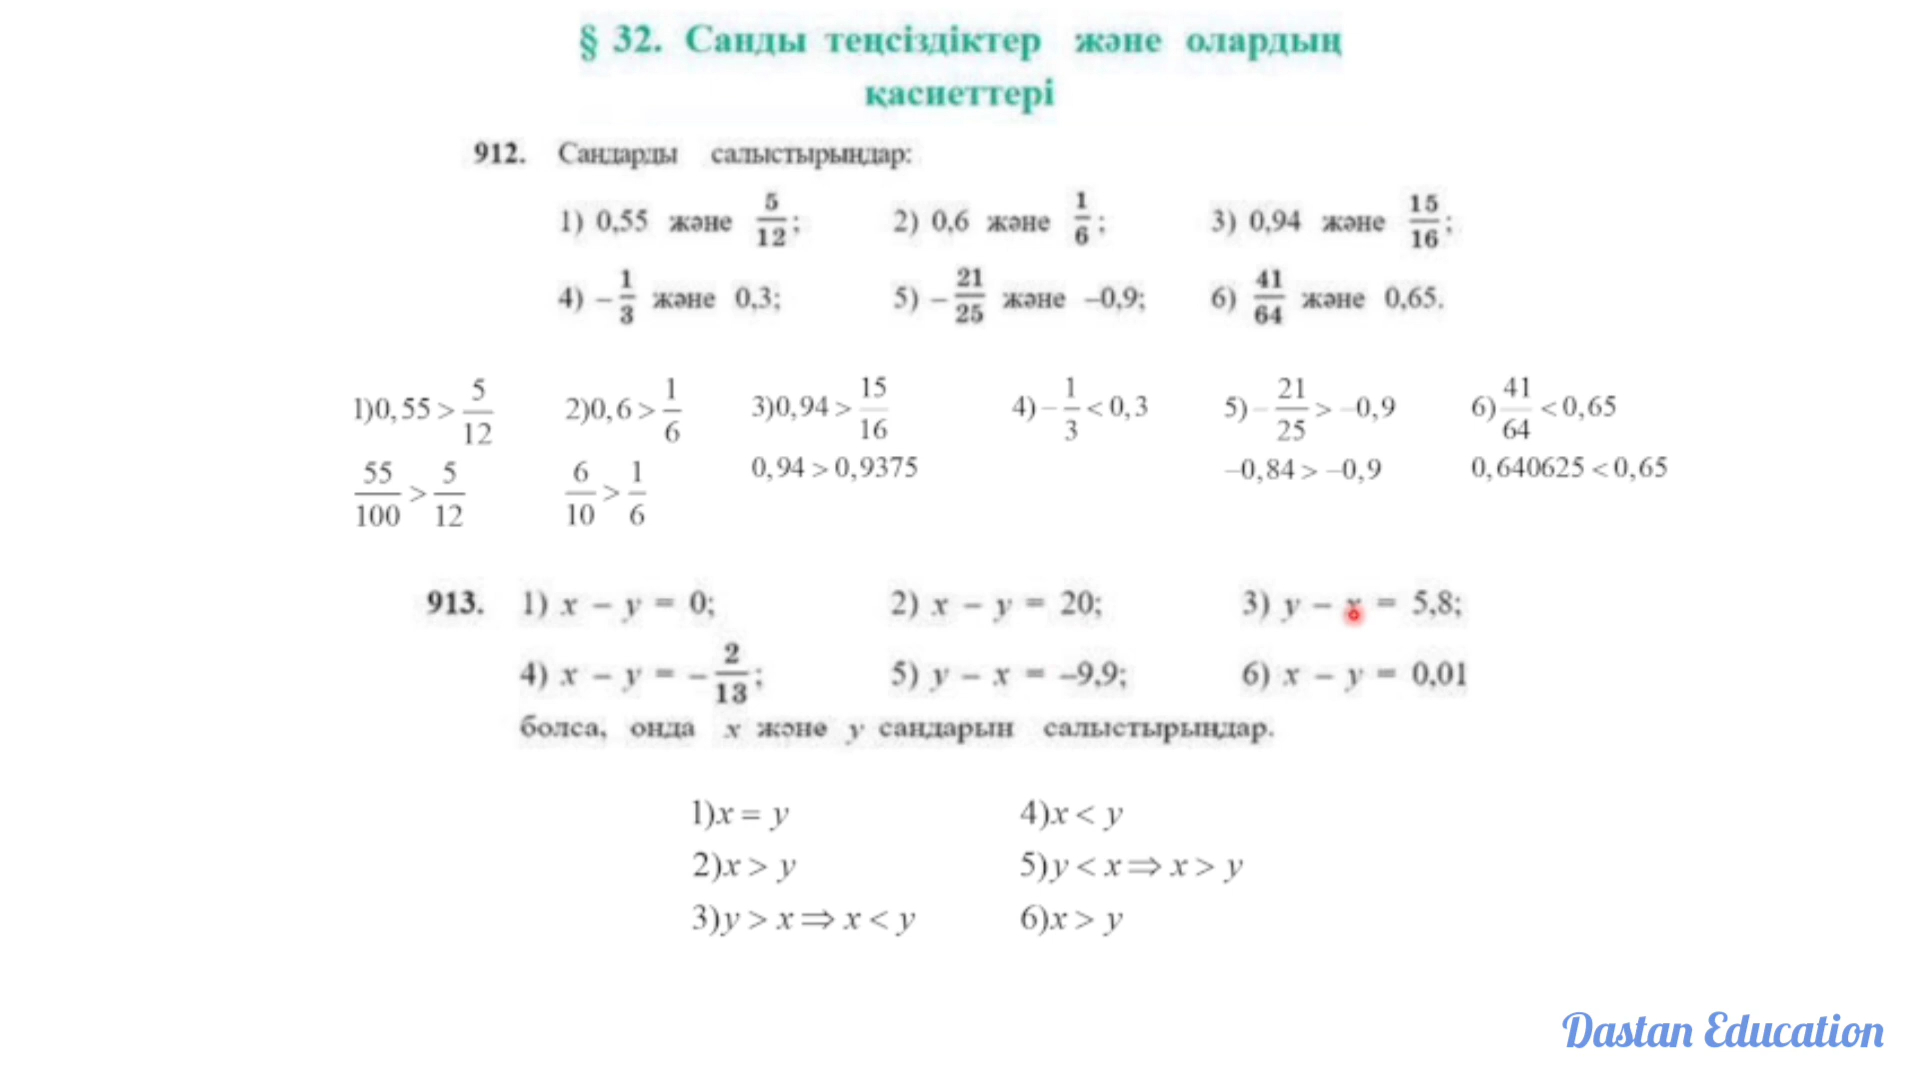 § 32. Санды теңсіздіктер және олардың
қасиеттері
912. Сандарды салыстырыңдар:
1) 0,55 және 5/12; 2) 0,6 және 1/6; 3) 0,94 және 15/16;
4) –1/3 және 0,3; 5) –21/25 және –0,9; 6) 41/64 және 0,65.
1)0,55 > 5/12 2)0,6 > 1/6 3)0,94 > 15/16 4) –1/3 < 0,3 5) –21/25 > –0,9 6) 41/64 < 0,65
55/100 > 5/12 6/10 > 1/6 0,94 > 0,9375 –0,84 > –0,9 0,640625 < 0,65
913. 1) x – y = 0; 2) x – y = 20; 3) y – x = 5,8;
4) x – y = –2/13; 5) y – x = –9,9; 6) x – y = 0,01
болса, онда x және y сандарын салыстырыңдар.
1)x = y 4)x < y
2)x > y 5)y < x ⇒ x > y
3)y > x ⇒ x < y 6)x > y
Dastan Education